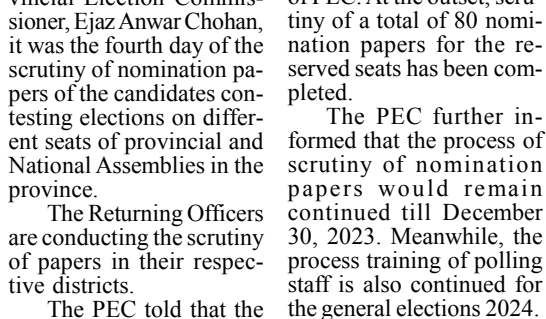 vincial Election Commis-
sioner, Ejaz Anwar Chohan,
it was the fourth day of the
scrutiny of nomination pa-
pers of the candidates con-
testing elections on differ-
ent seats of provincial and
National Assemblies in the
province.
The Returning Officers
are conducting the scrutiny
of papers in their respec-
tive districts.
The PEC told that the
of PEC. At the outset, scru-
tiny of a total of 80 nomi-
nation papers for the re-
served seats has been com-
pleted.
The PEC further in-
formed that the process of
scrutiny of nomination
papers would remain
continued till December
30, 2023. Meanwhile, the
process training of polling
staff is also continued for
the general elections 2024.